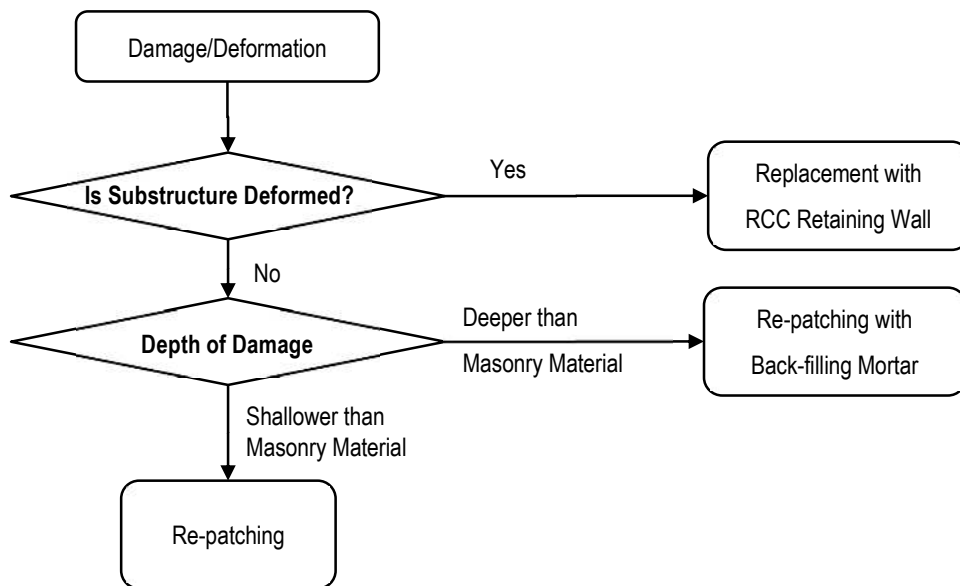 Damage/Deformation
Is Substructure Deformed?
Yes
Replacement with
RCC Retaining Wall
No
Depth of Damage
Deeper than
Masonry Material
Re-patching with
Back-filling Mortar
Shallower than
Masonry Material
Re-patching